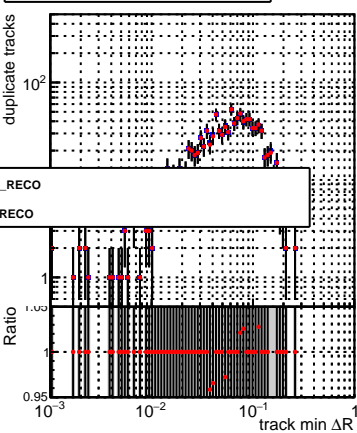 duplicate tracks
10²
_RECO
RECO
1
Ratio
1.05
1
0.95
10⁻³
10⁻²
10⁻¹
1
track min ΔR